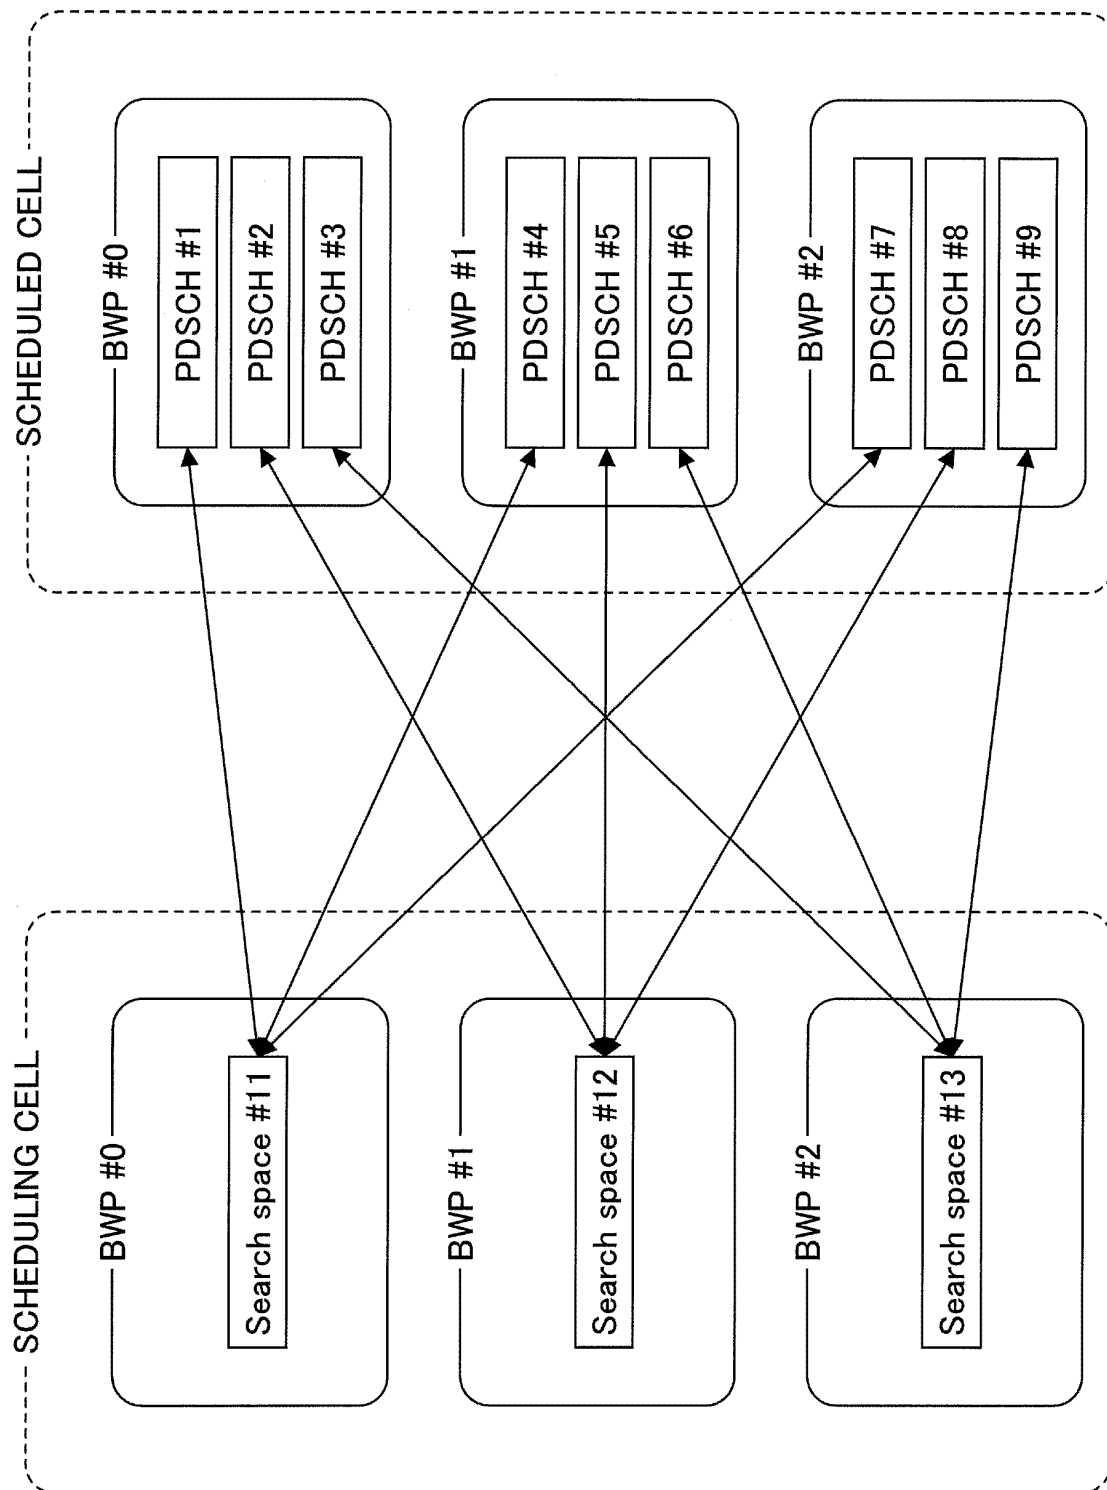 SCHEDULING CELL
BWP #0
Search space #11
BWP #1
Search space #12
BWP #2
Search space #13
SCHEDULED CELL
BWP #0
PDSCH #1
PDSCH #2
PDSCH #3
BWP #1
PDSCH #4
PDSCH #5
PDSCH #6
BWP #2
PDSCH #7
PDSCH #8
PDSCH #9